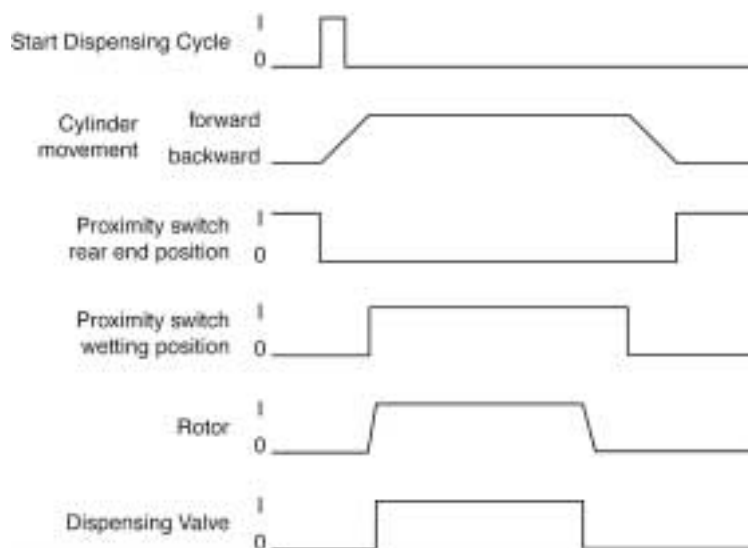 Start Dispensing Cycle
1
0
Cylinder
movement
forward
backward
Proximity switch
rear end position
1
0
Proximity switch
wetting position
1
0
Rotor
1
0
Dispensing Valve
1
0